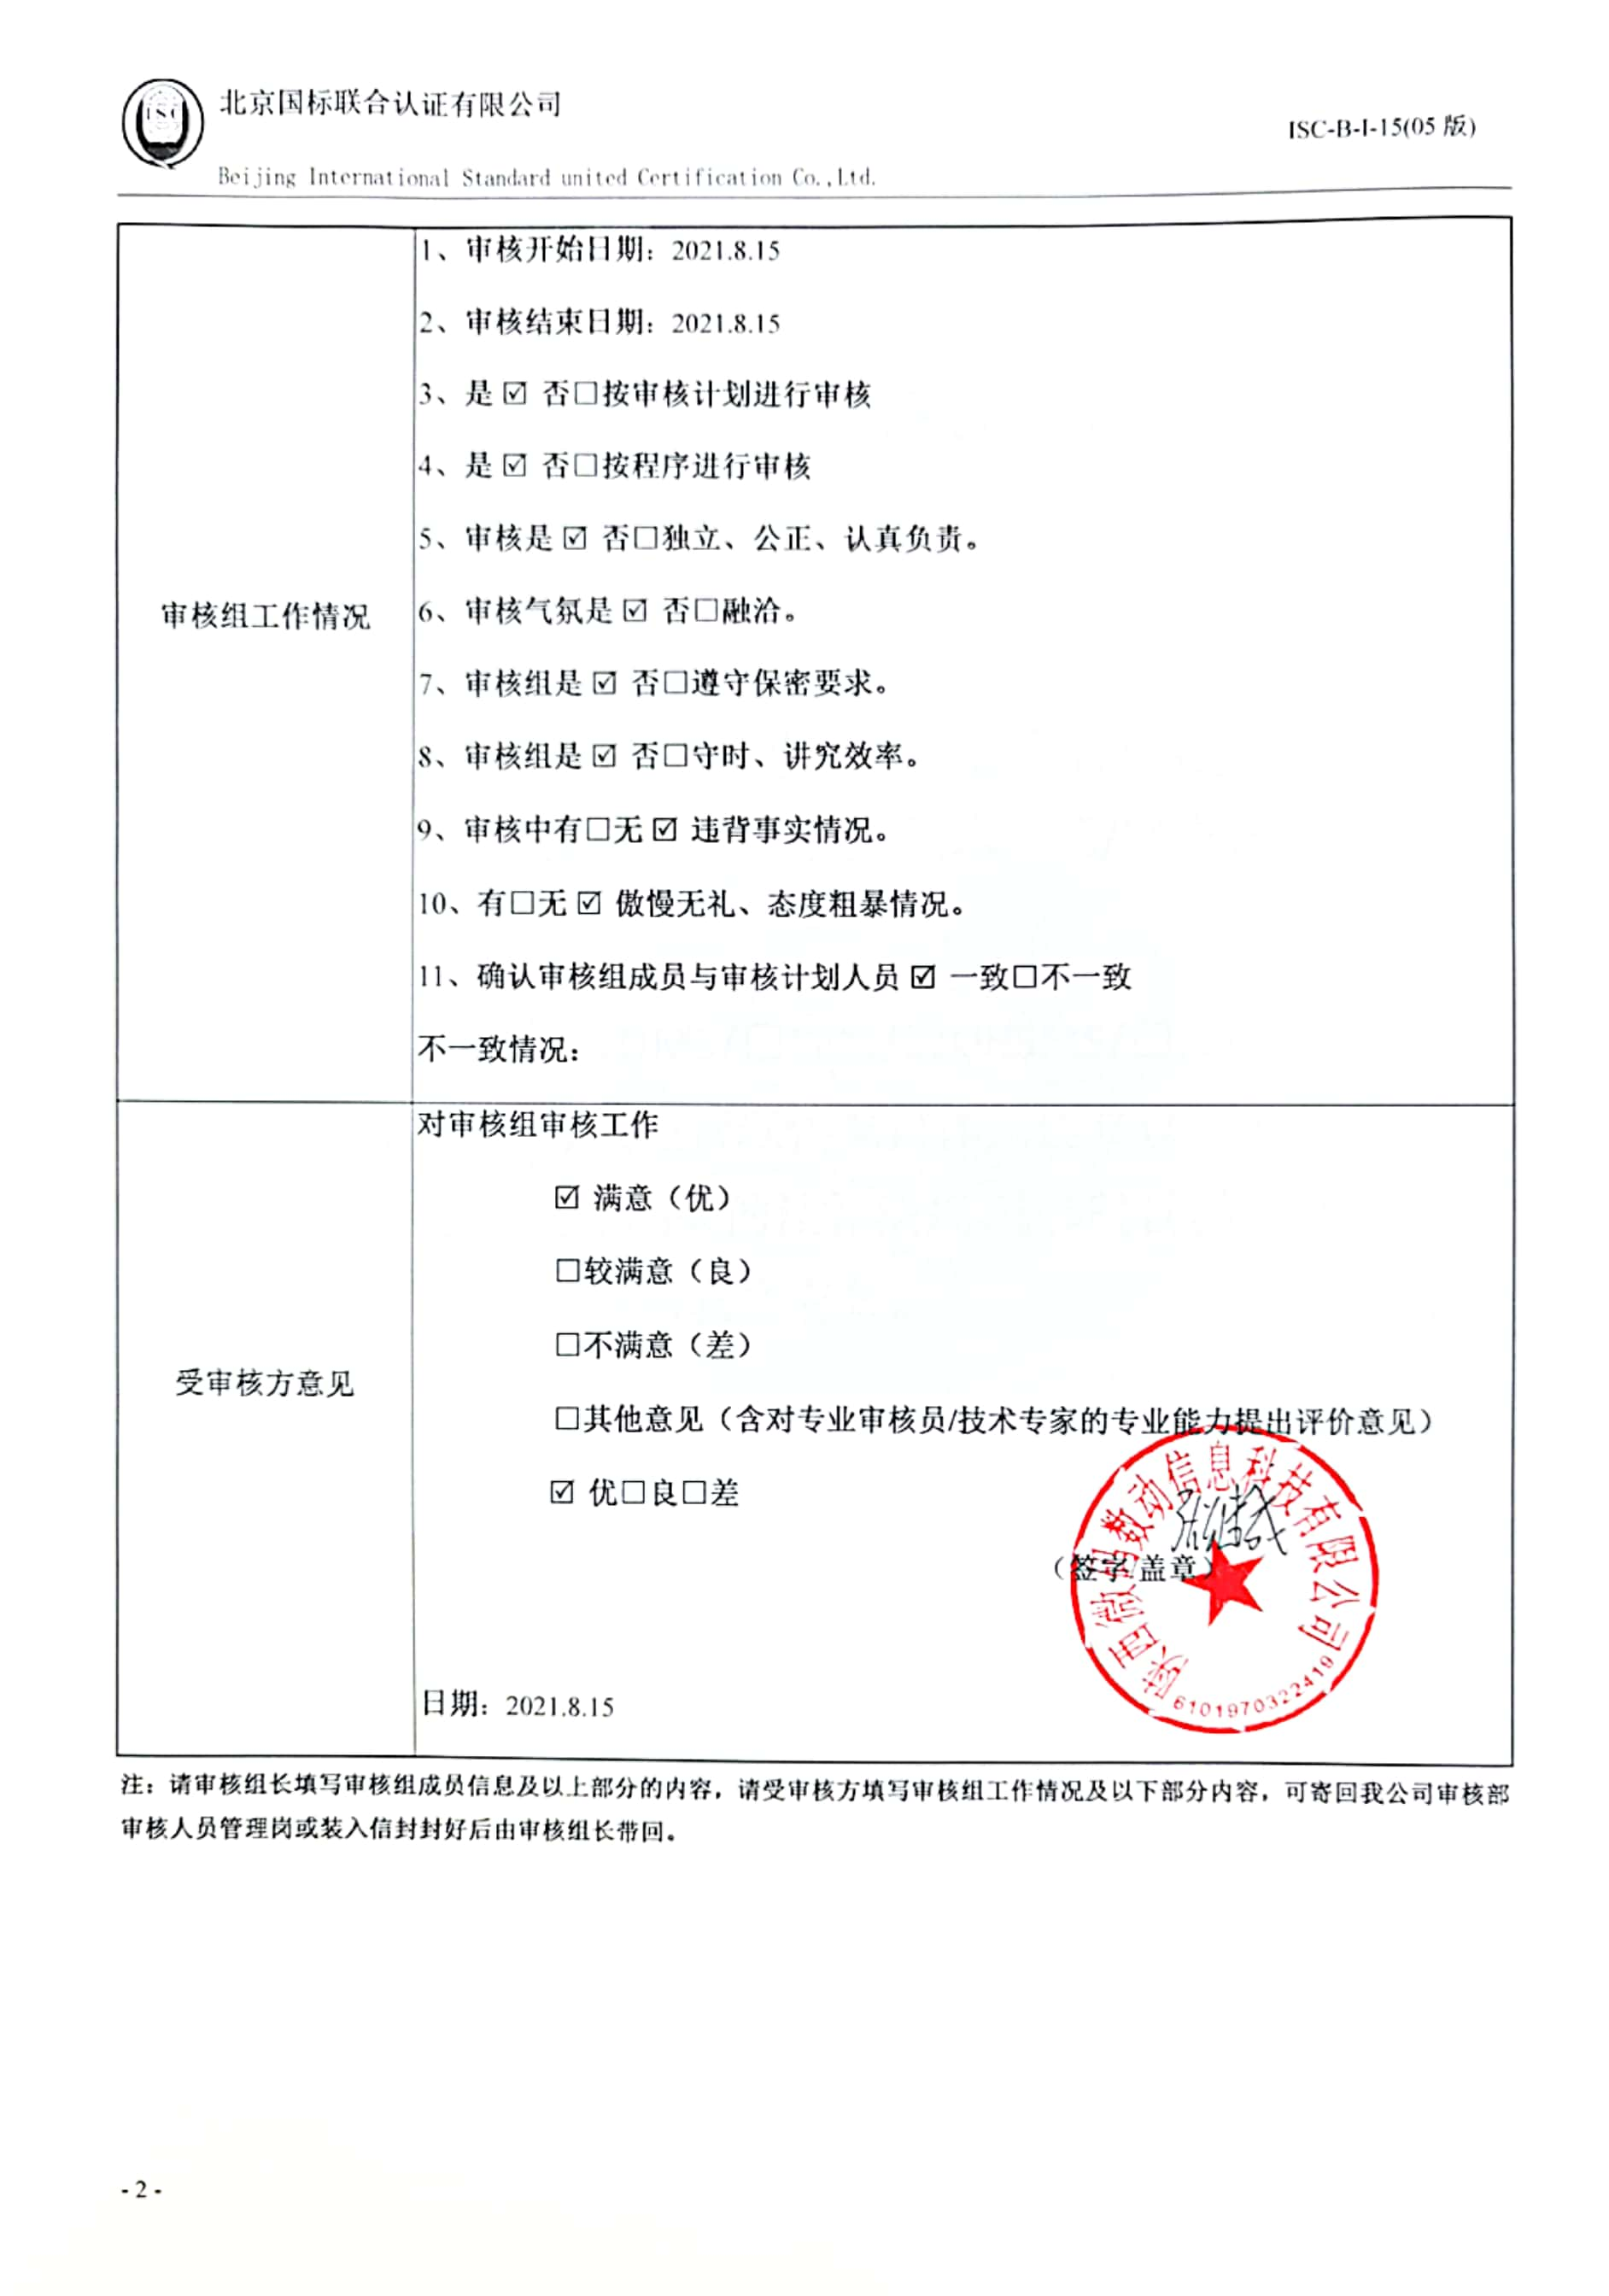 ISC
北京国标联合认证有限公司
ISC-B-I-15(05 版)
Beijing International Standard united Certification Co.,Ltd.
审核组工作情况
1、审核开始日期：2021.8.15
2、审核结束日期：2021.8.15
3、是☑ 否□按审核计划进行审核
4、是☑ 否□按程序进行审核
5、审核是☑ 否□独立、公正、认真负责。
6、审核气氛是☑ 否□融洽。
7、审核组是☑ 否□遵守保密要求。
8、审核组是☑ 否□守时、讲究效率。
9、审核中有□无☑ 违背事实情况。
10、有□无☑ 傲慢无礼、态度粗暴情况。
11、确认审核组成员与审核计划人员☑ 一致□不一致
不一致情况：
受审核方意见
对审核组审核工作
☑ 满意（优）
□较满意（良）
□不满意（差）
□其他意见（含对专业审核员/技术专家的专业能力提出评价意见）
☑ 优□良□差
（签字/盖章）
陕西微 数动信息科技有限公司
6101970322419
日期：2021.8.15
注：请审核组长填写审核组成员信息及以上部分的内容，请受审核方填写审核组工作情况及以下部分内容，可寄回我公司审核部
审核人员管理岗或装入信封封好后由审核组长带回。
- 2 -